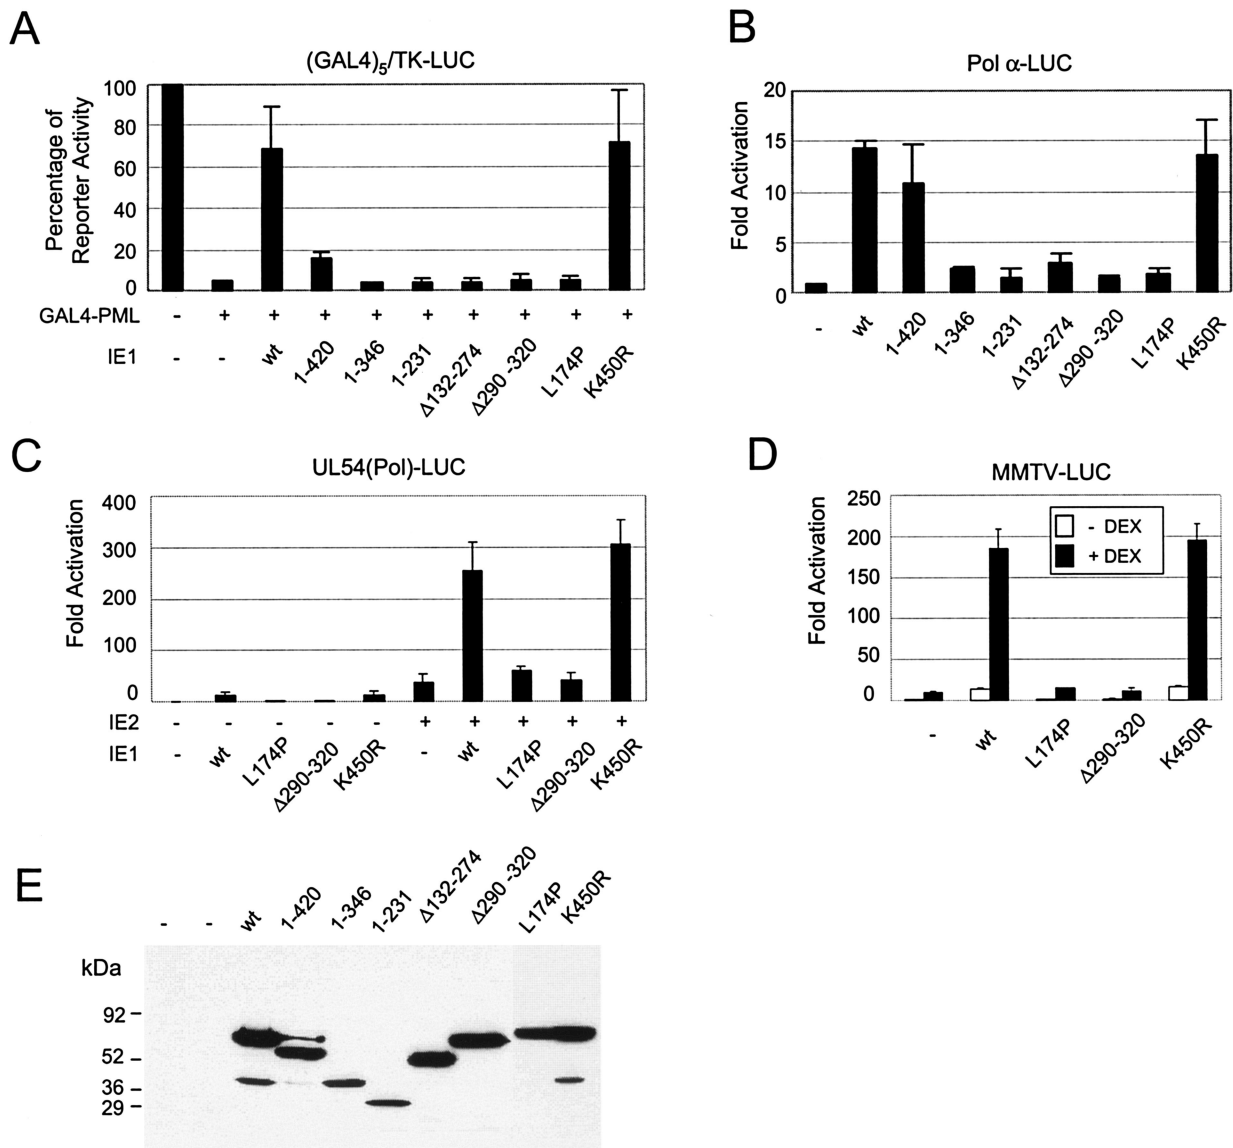 A
(GAL4)5/TK-LUC
Percentage of
Reporter Activity
100
80
60
40
20
0
GAL4-PML - + + + + + + + + +
IE1 - - wt 1-420 1-346 1-231 Δ132-274 Δ290 -320 L174P K450R
B
Pol α-LUC
Fold Activation
20
15
10
5
0
- wt 1-420 1-346 1-231 Δ132-274 Δ290 -320 L174P K450R
C
UL54(Pol)-LUC
Fold Activation
400
300
200
100
0
IE2 - - - - - + + + + +
IE1 - wt L174P Δ290-320 K450R - wt L174P Δ290-320 K450R
D
MMTV-LUC
Fold Activation
250
200
150
100
50
0
- DEX
+ DEX
- wt L174P Δ290-320 K450R
E
- - wt 1-420 1-346 1-231 Δ132-274 Δ290 -320 L174P K450R
kDa
92
52
36
29